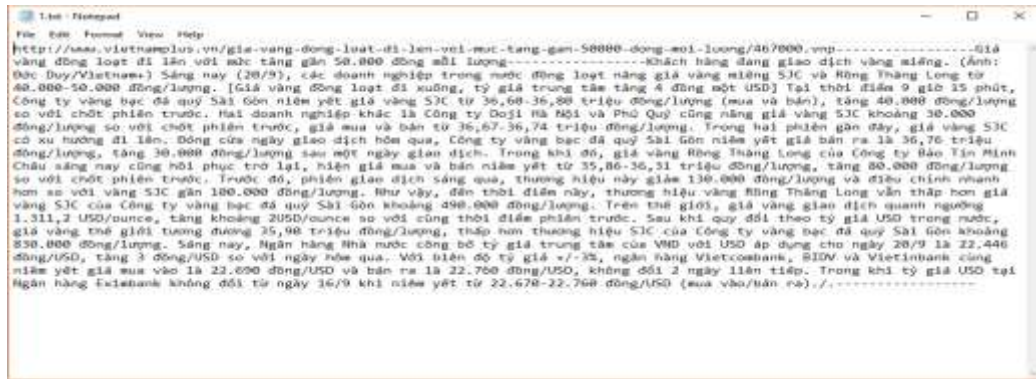 1.txt - Notepad
File Edit Format View Help
http://www.vietnamplus.vn/gia-vang-dong-loat-di-len-voi-muc-tang-gan-50000-dong-moi-luong/467000.vnp-----------------Giá
vàng đồng loạt đi lên với mức tăng gần 50.000 đồng mỗi lượng-----------------Khách hàng đang giao dịch vàng miếng. (Ảnh:
Đức Duy/Vietnam+) Sáng nay (20/9), các doanh nghiệp trong nước đồng loạt nâng giá vàng miếng SJC và Rồng Thăng Long từ
40.000-50.000 đồng/lượng. [Giá vàng đồng loạt đi xuống, tỷ giá trung tâm tăng 4 đồng một USD] Tại thời điểm 9 giờ 15 phút,
Công ty vàng bạc đá quý Sài Gòn niêm yết giá vàng SJC từ 36,60-36,80 triệu đồng/lượng (mua và bán), tăng 40.000 đồng/lượng
so với chốt phiên trước. Hai doanh nghiệp khác là Công ty Doji Hà Nội và Phú Quý cũng nâng giá vàng SJC khoảng 30.000
đồng/lượng so với chốt phiên trước, giá mua và bán từ 36,67-36,74 triệu đồng/lượng. Trong hai phiên gần đây, giá vàng SJC
có xu hướng đi lên. Đóng cửa ngày giao dịch hôm qua, Công ty vàng bạc đá quý Sài Gòn niêm yết giá bán ra là 36,76 triệu
đồng/lượng, tăng 30.000 đồng/lượng sau một ngày giao dịch. Trong khi đó, giá vàng Rồng Thăng Long của Công ty Bảo Tín Minh
Châu sáng nay cũng hồi phục trở lại, hiện giá mua và bán niêm yết từ 35,86-36,31 triệu đồng/lượng, tăng 80.000 đồng/lượng
so với chốt phiên trước. Trước đó, phiên giao dịch sáng qua, thương hiệu này giảm 130.000 đồng/lượng và điều chỉnh nhanh
hơn so với vàng SJC gần 100.000 đồng/lượng. Như vậy, đến thời điểm này, thương hiệu vàng Rồng Thăng Long vẫn thấp hơn giá
vàng SJC của Công ty vàng bạc đá quý Sài Gòn khoảng 490.000 đồng/lượng. Trên thế giới, giá vàng giao dịch quanh ngưỡng
1.311,2 USD/ounce, tăng khoảng 2USD/ounce so với cùng thời điểm phiên trước. Sau khi quy đổi theo tỷ giá USD trong nước,
giá vàng thế giới tương đương 35,90 triệu đồng/lượng, thấp hơn thương hiệu SJC của Công ty vàng bạc đá quý Sài Gòn khoảng
830.000 đồng/lượng. Sáng nay, Ngân hàng Nhà nước công bố tỷ giá trung tâm của VND với USD áp dụng cho ngày 20/9 là 22.446
đồng/USD, tăng 3 đồng/USD so với ngày hôm qua. Với biên độ tỷ giá +/-3%, ngân hàng Vietcombank, BIDV và Vietinbank cùng
niêm yết giá mua vào là 22.690 đồng/USD và bán ra là 22.760 đồng/USD, không đổi 2 ngày liên tiếp. Trong khi tỷ giá USD tại
Ngân hàng Eximbank không đổi từ ngày 16/9 khi niêm yết từ 22.670-22.760 đồng/USD (mua vào/bán ra)./.-----------------